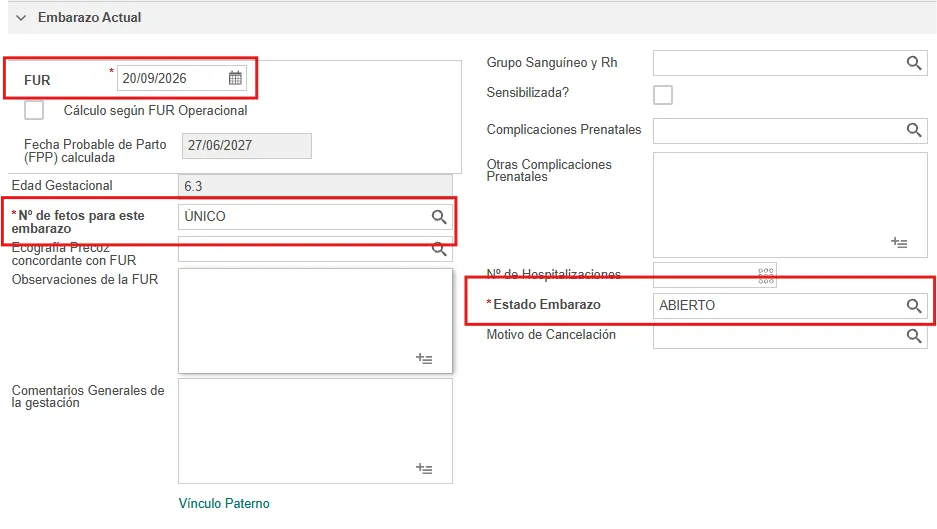 Embarazo Actual
FUR
* 20/09/2026
Cálculo según FUR Operacional
Fecha Probable de Parto
(FPP) calculada
27/06/2027
Edad Gestacional
6.3
*Nº de fetos para este
embarazo
ÚNICO
Ecografía Precoz
concordante con FUR
Observaciones de la FUR
Comentarios Generales de
la gestación
Vínculo Paterno
Grupo Sanguíneo y Rh
Sensibilizada?
Complicaciones Prenatales
Otras Complicaciones
Prenatales
Nº de Hospitalizaciones
*Estado Embarazo
ABIERTO
Motivo de Cancelación